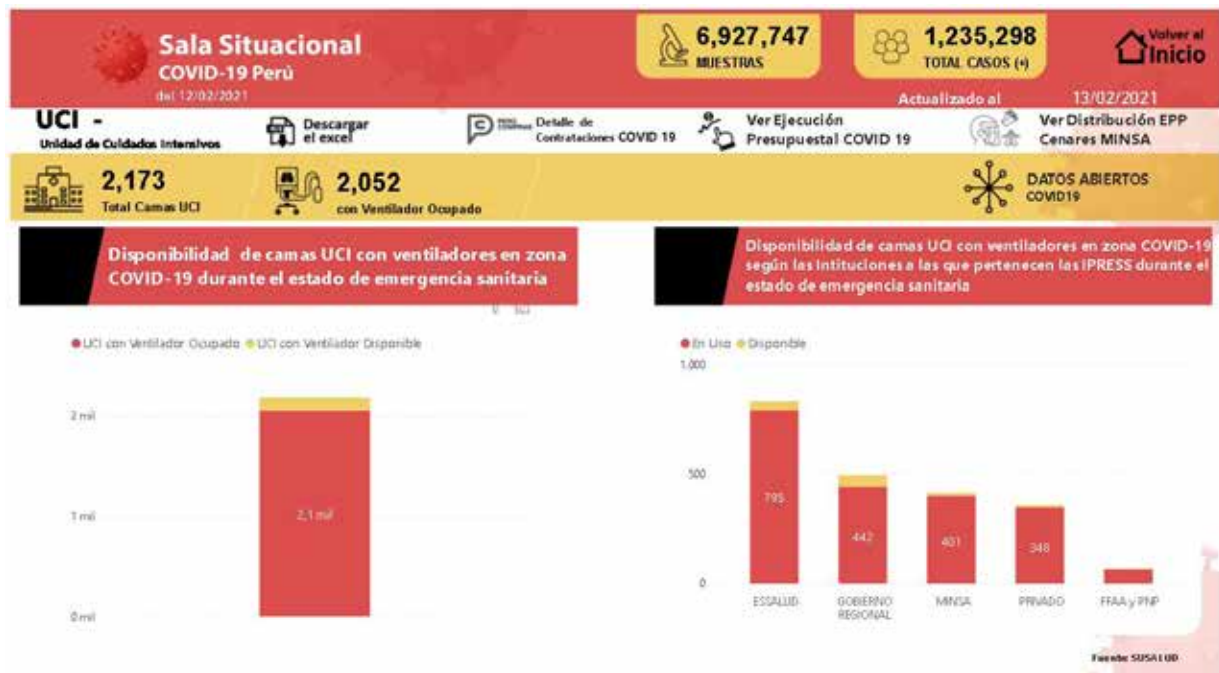 Sala Situacional
COVID-19 Perú
del 12/02/2021
6,927,747
MUESTRAS
1,235,298
TOTAL CASOS (+)
Volver al
Inicio
Actualizado al 13/02/2021
UCI -
Unidad de Cuidados Intensivos
Descargar
el excel
Detalle de
Contrataciones COVID 19
Ver Ejecución
Presupuestal COVID 19
Ver Distribución EPP
Cenares MINSA
2,173
Total Camas UCI
2,052
con Ventilador Ocupado
DATOS ABIERTOS
COVID19
Disponibilidad de camas UCI con ventiladores en zona
COVID-19 durante el estado de emergencia sanitaria
UCI con Ventilador Ocupado UCI con Ventilador Disponible
2 mil
1 mil
0 mil
2,1 mil
Disponibilidad de camas UCI con ventiladores en zona COVID-19
según las Intituciones a las que pertenecen las IPRESS durante el
estado de emergencia sanitaria
En Uso Disponible
1,000
500
0
795
442
401
348
ESSALUD
GOBIERNO
REGIONAL
MINSA
PRIVADO
FFAA y PNP
Fuente: SUSALUD